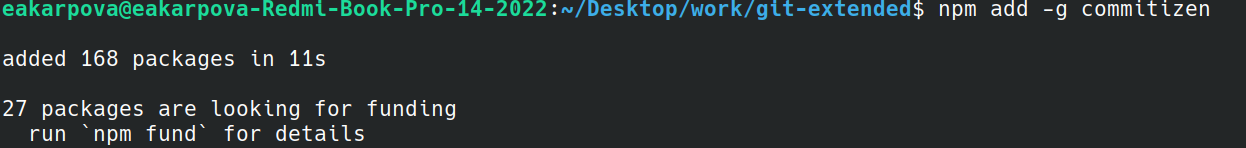 eakarpova@eakarpova-Redmi-Book-Pro-14-2022:~/Desktop/work/git-extended$ npm add -g commitizen
added 168 packages in 11s
27 packages are looking for funding
  run `npm fund` for details